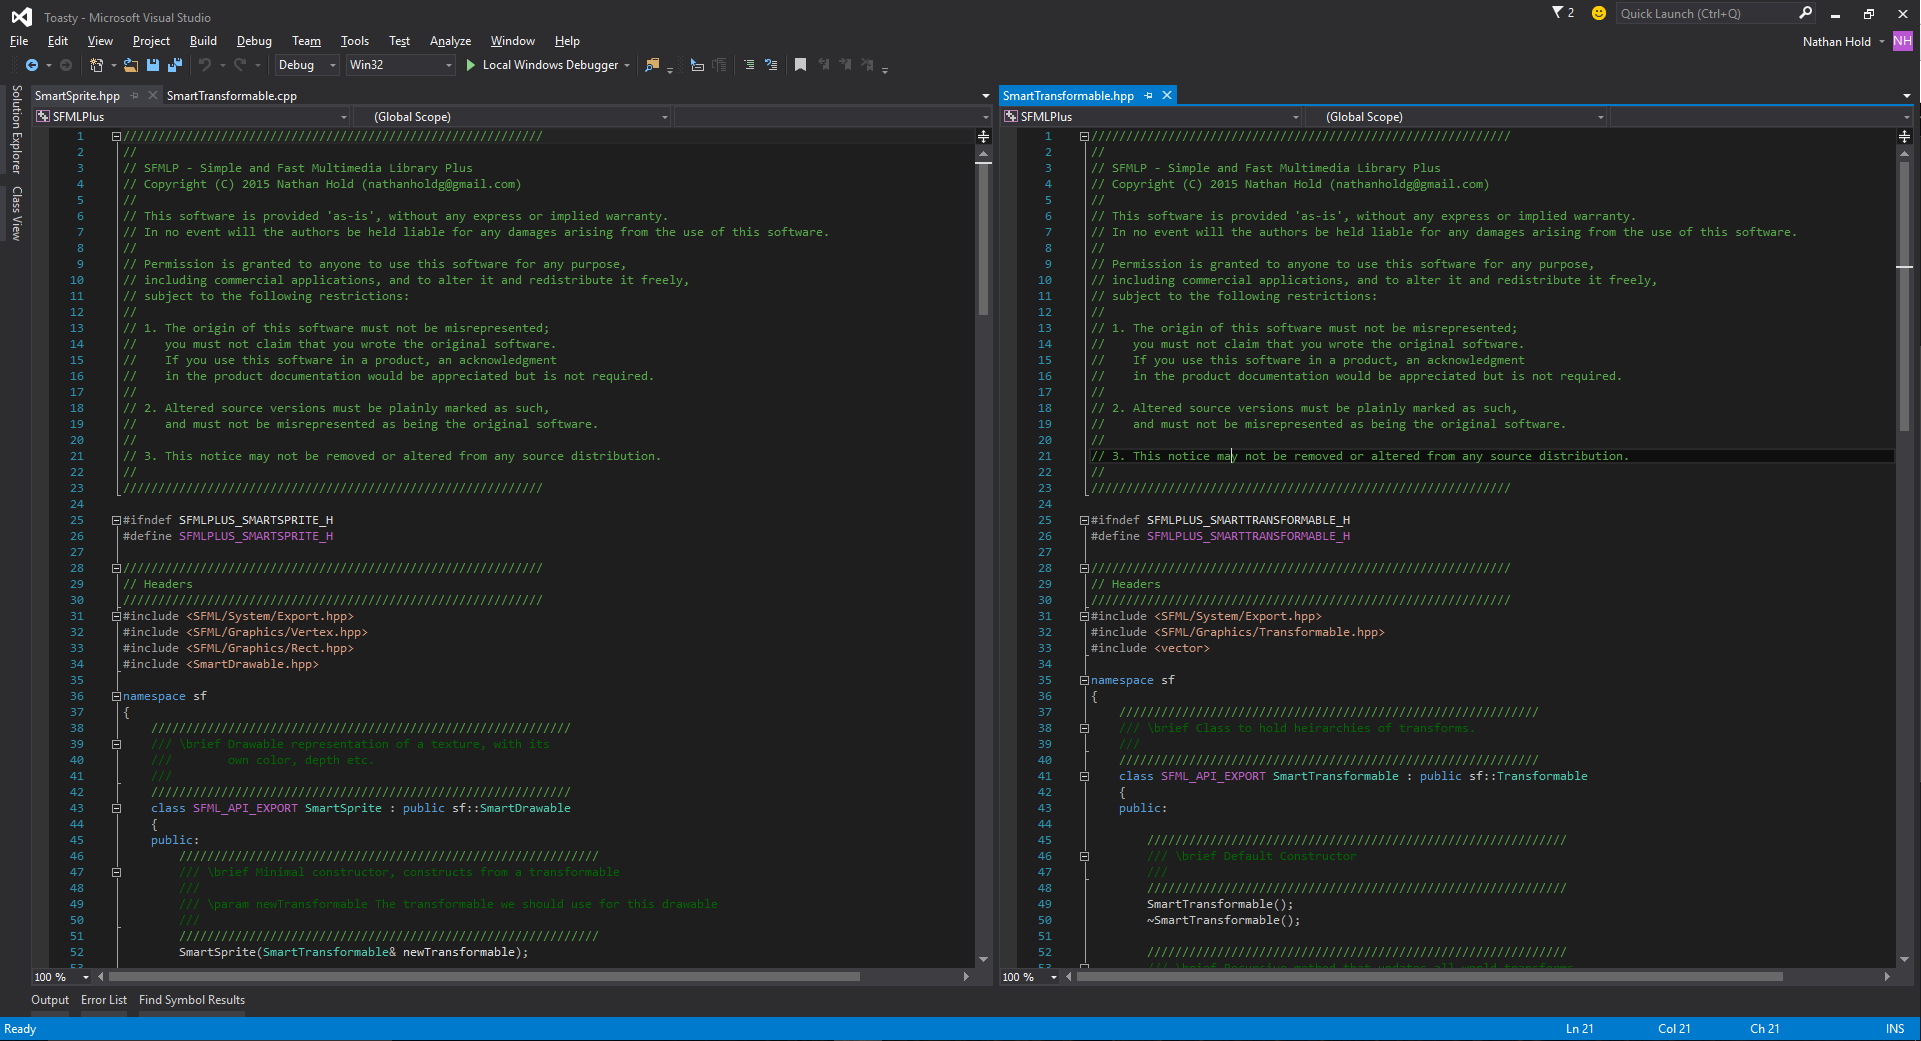 Toasty - Microsoft Visual Studio
2
Quick Launch (Ctrl+Q)
File Edit View Project Build Debug Team Tools Test Analyze Window Help
Nathan Hold NH
Debug Win32 Local Windows Debugger
Solution Explorer
Class View
SmartSprite.hpp SmartTransformable.cpp
SFMLPlus (Global Scope)
1 ////////////////////////////////////////////////////////////
2 //
3 // SFMLP - Simple and Fast Multimedia Library Plus
4 // Copyright (C) 2015 Nathan Hold (nathanholdg@gmail.com)
5 //
6 // This software is provided 'as-is', without any express or implied warranty.
7 // In no event will the authors be held liable for any damages arising from the use of this software.
8 //
9 // Permission is granted to anyone to use this software for any purpose,
10 // including commercial applications, and to alter it and redistribute it freely,
11 // subject to the following restrictions:
12 //
13 // 1. The origin of this software must not be misrepresented;
14 //    you must not claim that you wrote the original software.
15 //    If you use this software in a product, an acknowledgment
16 //    in the product documentation would be appreciated but is not required.
17 //
18 // 2. Altered source versions must be plainly marked as such,
19 //    and must not be misrepresented as being the original software.
20 //
21 // 3. This notice may not be removed or altered from any source distribution.
22 //
23 ////////////////////////////////////////////////////////////
24
25 #ifndef SFMLPLUS_SMARTSPRITE_H
26 #define SFMLPLUS_SMARTSPRITE_H
27
28 ////////////////////////////////////////////////////////////
29 // Headers
30 ////////////////////////////////////////////////////////////
31 #include <SFML/System/Export.hpp>
32 #include <SFML/Graphics/Vertex.hpp>
33 #include <SFML/Graphics/Rect.hpp>
34 #include <SmartDrawable.hpp>
35
36 namespace sf
37 {
38     ////////////////////////////////////////////////////////////
39     /// \brief Drawable representation of a texture, with its
40     ///        own color, depth etc.
41     ///
42     ////////////////////////////////////////////////////////////
43     class SFML_API_EXPORT SmartSprite : public sf::SmartDrawable
44     {
45     public:
46         ////////////////////////////////////////////////////////////
47         /// \brief Minimal constructor, constructs from a transformable
48         ///
49         /// \param newTransformable The transformable we should use for this drawable
50         ///
51         ////////////////////////////////////////////////////////////
52         SmartSprite(SmartTransformable& newTransformable);
53
100 %
SmartTransformable.hpp
SFMLPlus (Global Scope)
1 ////////////////////////////////////////////////////////////
2 //
3 // SFMLP - Simple and Fast Multimedia Library Plus
4 // Copyright (C) 2015 Nathan Hold (nathanholdg@gmail.com)
5 //
6 // This software is provided 'as-is', without any express or implied warranty.
7 // In no event will the authors be held liable for any damages arising from the use of this software.
8 //
9 // Permission is granted to anyone to use this software for any purpose,
10 // including commercial applications, and to alter it and redistribute it freely,
11 // subject to the following restrictions:
12 //
13 // 1. The origin of this software must not be misrepresented;
14 //    you must not claim that you wrote the original software.
15 //    If you use this software in a product, an acknowledgment
16 //    in the product documentation would be appreciated but is not required.
17 //
18 // 2. Altered source versions must be plainly marked as such,
19 //    and must not be misrepresented as being the original software.
20 //
21 // 3. This notice may not be removed or altered from any source distribution.
22 //
23 ////////////////////////////////////////////////////////////
24
25 #ifndef SFMLPLUS_SMARTTRANSFORMABLE_H
26 #define SFMLPLUS_SMARTTRANSFORMABLE_H
27
28 ////////////////////////////////////////////////////////////
29 // Headers
30 ////////////////////////////////////////////////////////////
31 #include <SFML/System/Export.hpp>
32 #include <SFML/Graphics/Transformable.hpp>
33 #include <vector>
34
35 namespace sf
36 {
37     ////////////////////////////////////////////////////////////
38     /// \brief Class to hold heirarchies of transforms.
39     ///
40     ////////////////////////////////////////////////////////////
41     class SFML_API_EXPORT SmartTransformable : public sf::Transformable
42     {
43     public:
44
45         ////////////////////////////////////////////////////////////
46         /// \brief Default Constructor
47         ///
48         ////////////////////////////////////////////////////////////
49         SmartTransformable();
50         ~SmartTransformable();
51
52         ////////////////////////////////////////////////////////////
53         /// \brief Recursive method that updates all world transforms
100 %
Output Error List Find Symbol Results
Ready Ln 21 Col 21 Ch 21 INS